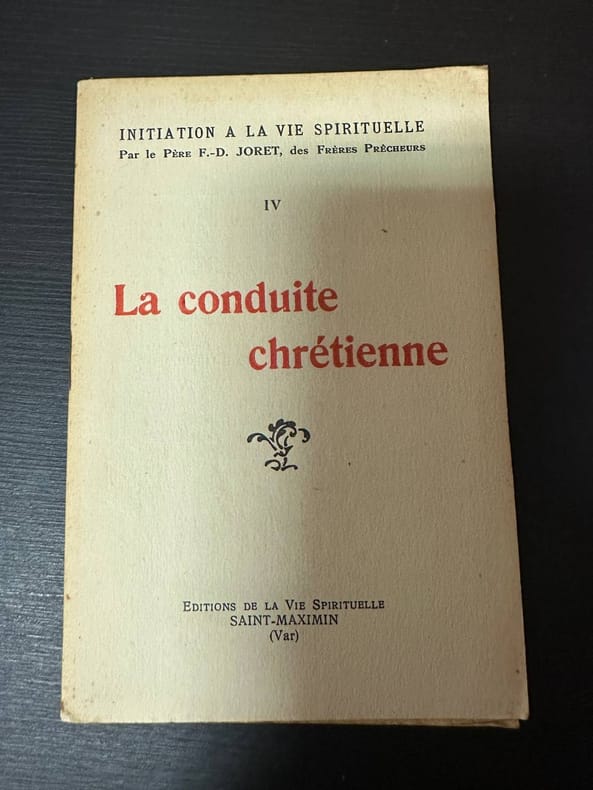 INITIATION A LA VIE SPIRITUELLE
Par le PÈRE F.-D. JORET, des FRÈRES PRÊCHEURS
IV
La conduite
chrétienne
EDITIONS DE LA VIE SPIRITUELLE
SAINT-MAXIMIN
(Var)